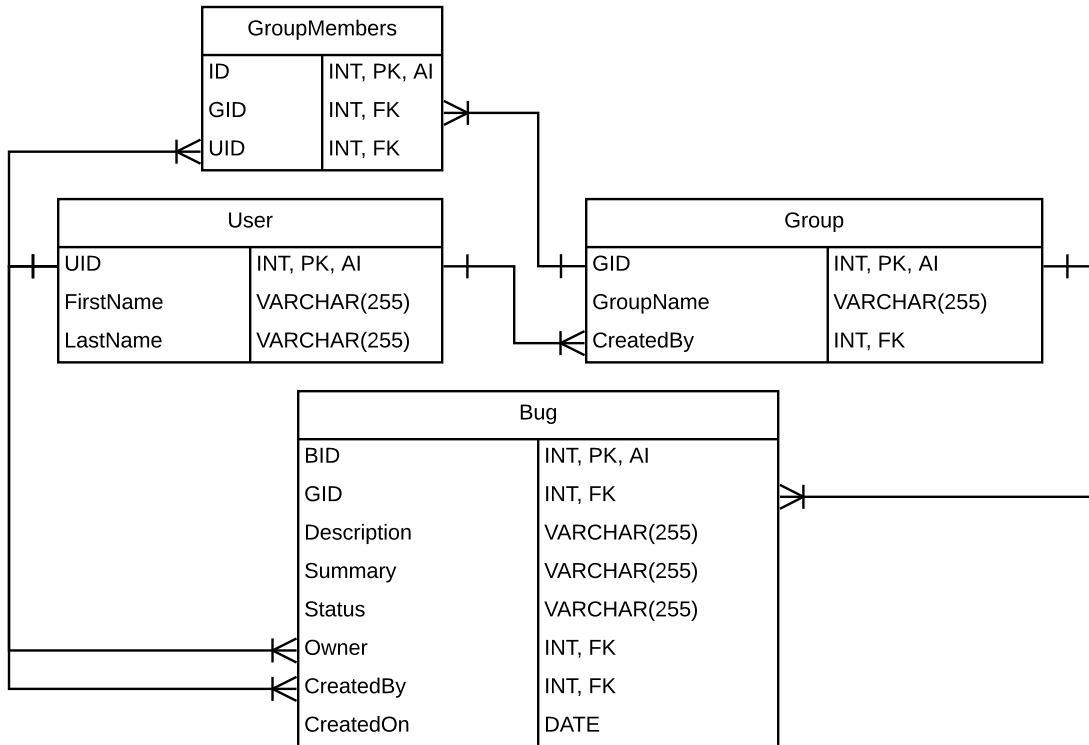 GroupMembers
ID INT, PK, AI
GID INT, FK
UID INT, FK
User
UID INT, PK, AI
FirstName VARCHAR(255)
LastName VARCHAR(255)
Group
GID INT, PK, AI
GroupName VARCHAR(255)
CreatedBy INT, FK
Bug
BID INT, PK, AI
GID INT, FK
Description VARCHAR(255)
Summary VARCHAR(255)
Status VARCHAR(255)
Owner INT, FK
CreatedBy INT, FK
CreatedOn DATE